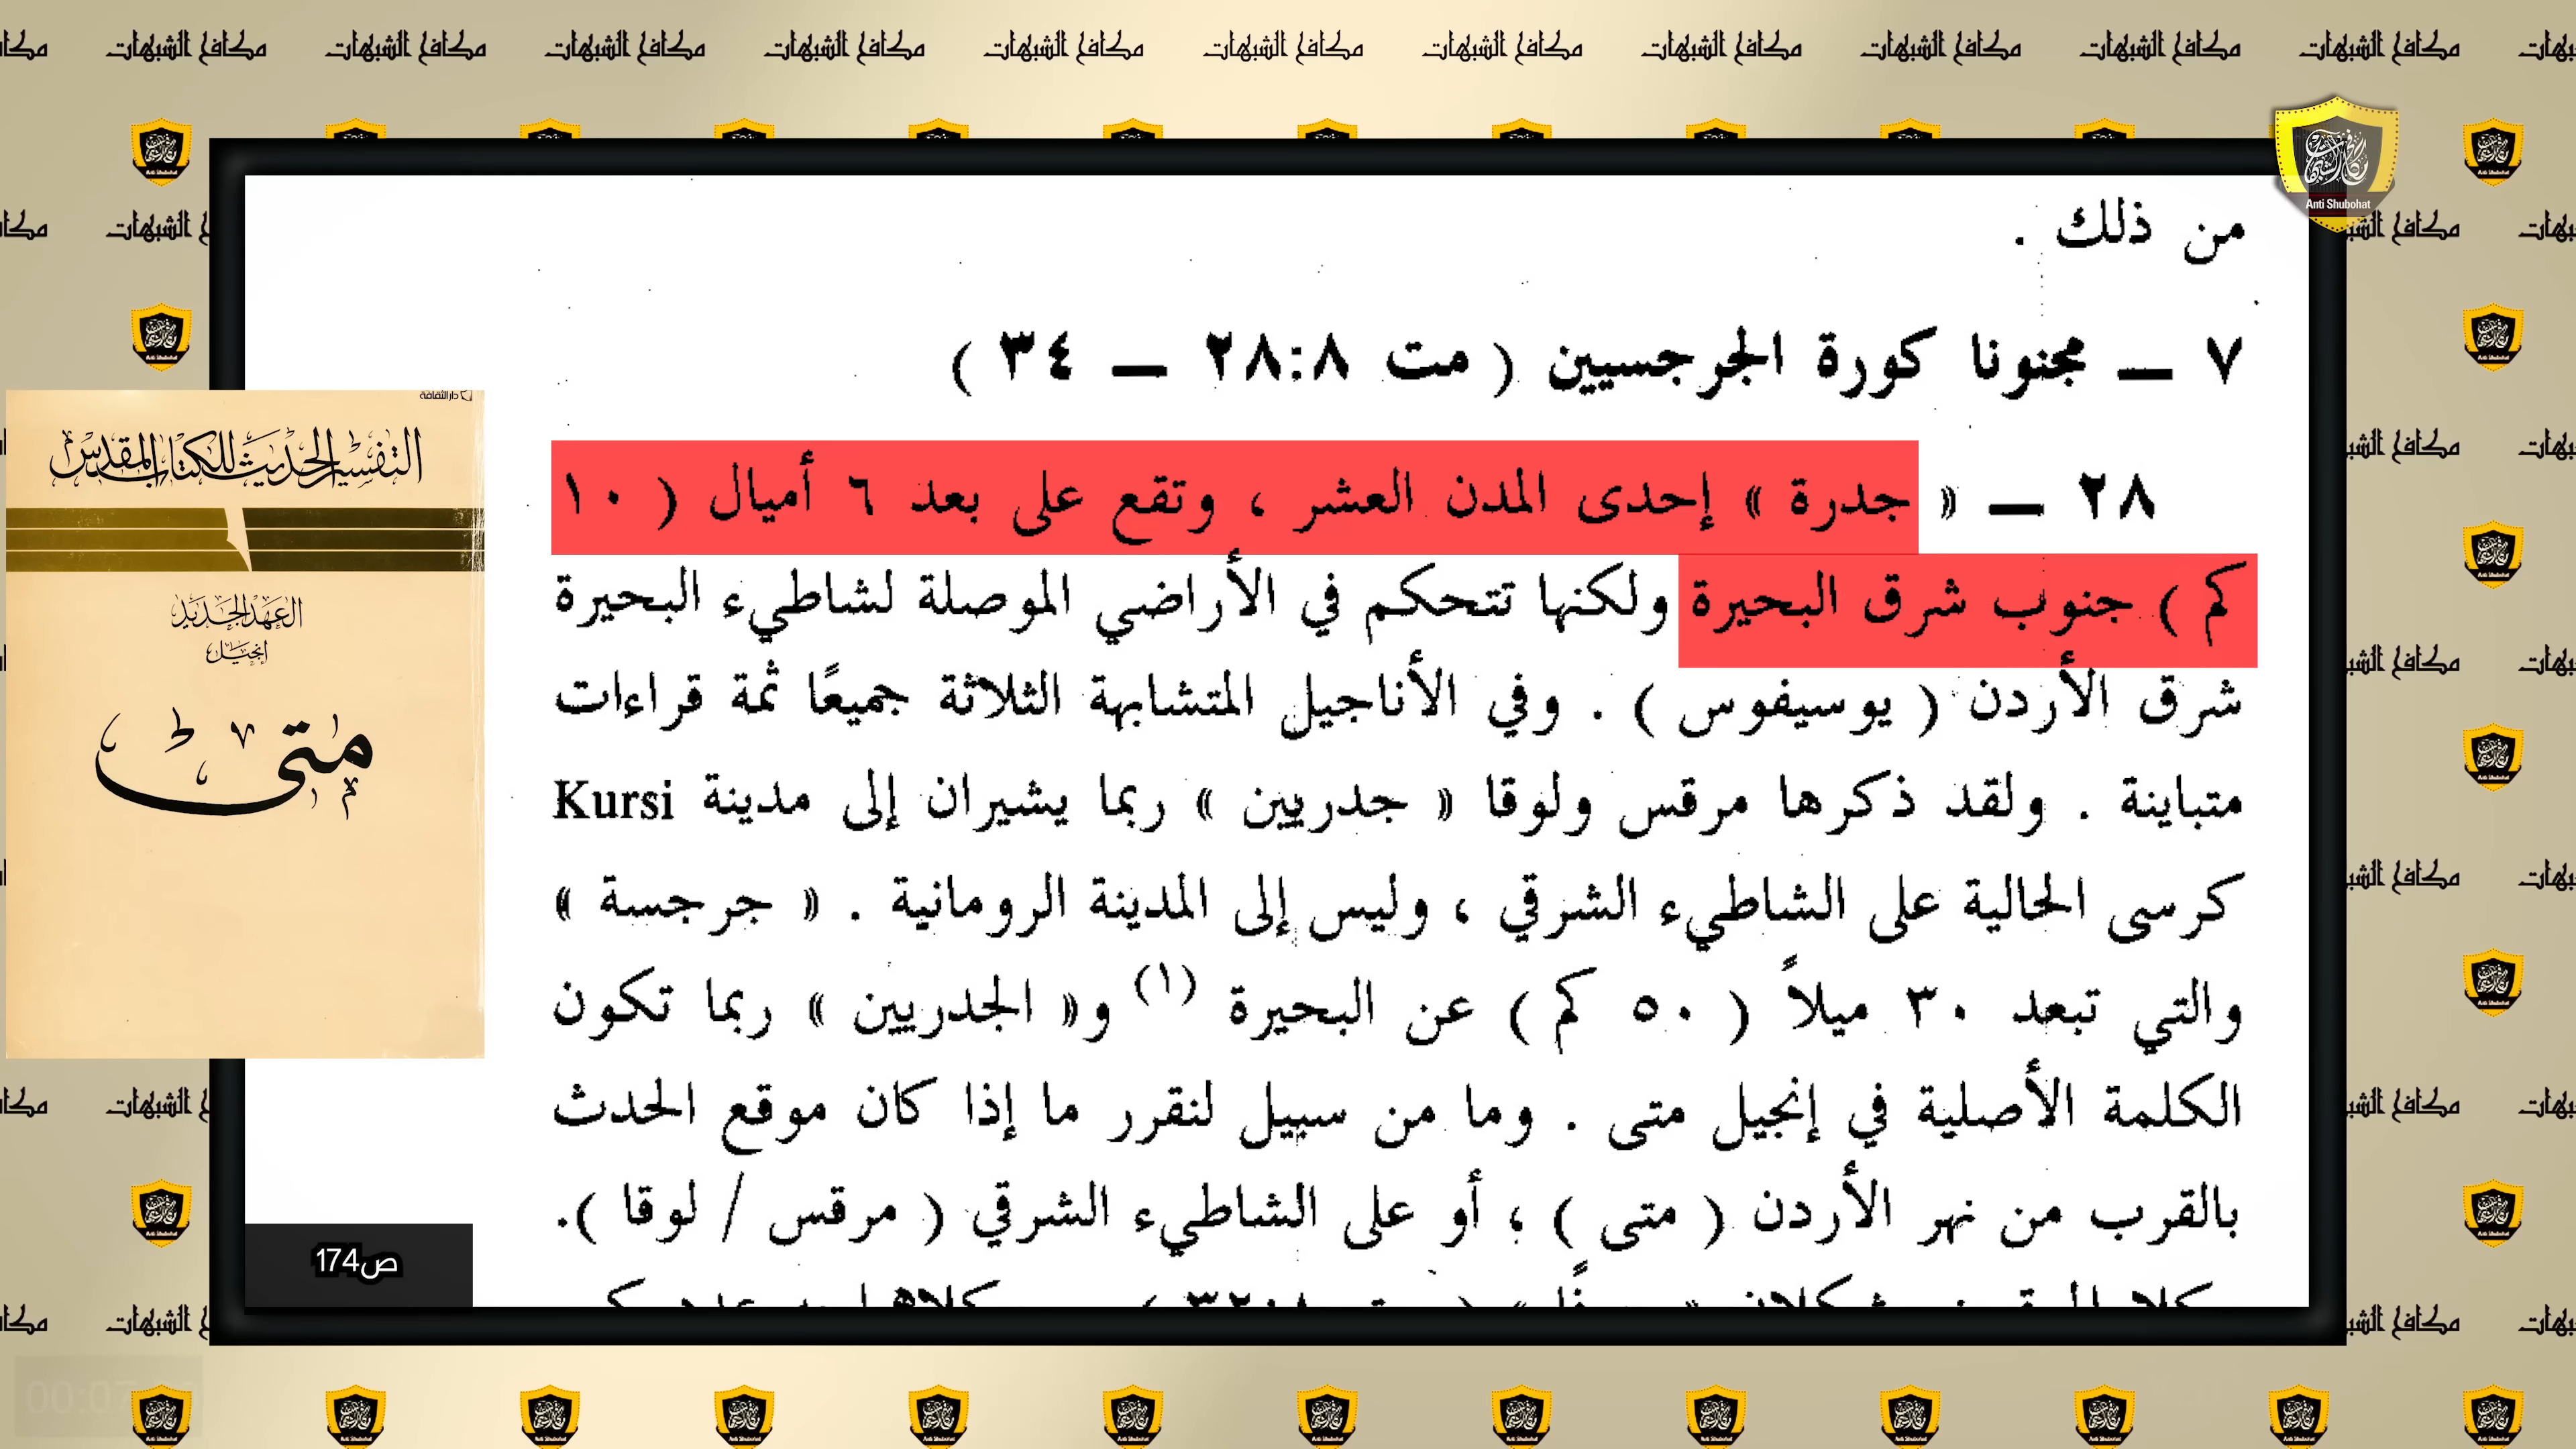 مكافح الشبهات
Anti Shubohat
من ذلك .
٧ ــ مجنونا كورة الجرجسيين ( مت ٢٨:٨ ــ ٣٤ )
٢٨ ــ « جدرة » إحدى المدن العشر ، وتقع على بعد ٦ أميال ( ١٠
كم ) جنوب شرق البحيرة ولكنها تتحكم في الأراضي الموصلة لشاطيء البحيرة
شرق الأردن ( يوسيفوس ) . وفي الأناجيل المتشابهة الثلاثة جميعًا ثمة قراءات
متباينة . ولقد ذكرها مرقس ولوقا « جدريين » ربما يشيران إلى مدينة Kursi
كرسى الحالية على الشاطيء الشرقي ، وليس إلى المدينة الرومانية . « جرجسة »
والتي تبعد ٣٠ ميلاً ( ٥٠ كم ) عن البحيرة (١) و« الجدريين » ربما تكون
الكلمة الأصلية في إنجيل متى . وما من سبيل لنقرر ما إذا كان موقع الحدث
بالقرب من نهر الأردن ( متى ) ، أو على الشاطيء الشرقي ( مرقس / لوقا ).
دار الثقافة
التفسير الحديث للكتاب المقدس
العهد الجديد
إنجيل
متى
ص174